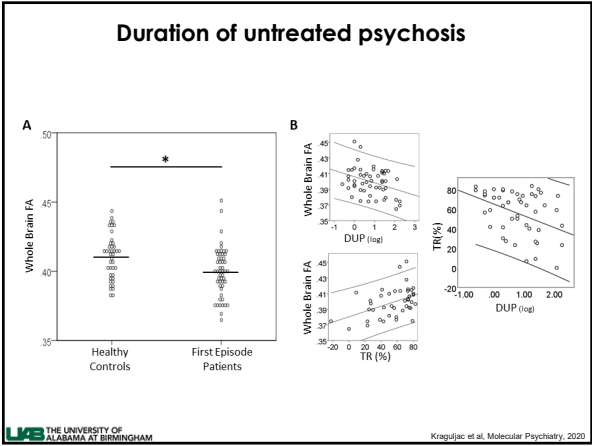 Duration of untreated psychosis
A
.50
.45
.40
.35
Whole Brain FA
*
Healthy
Controls
First Episode
Patients
B
.45
.43
.41
.39
.37
.35
Whole Brain FA
-1 0 1 2 3
DUP (log)
.45
.43
.41
.39
.37
.35
Whole Brain FA
-20 0 20 40 60 80
TR (%)
80
60
40
20
0
-20
TR(%)
-1.00 .00 1.00 2.00
DUP (log)
UAB THE UNIVERSITY OF
ALABAMA AT BIRMINGHAM
Kraguljac et al, Molecular Psychiatry, 2020